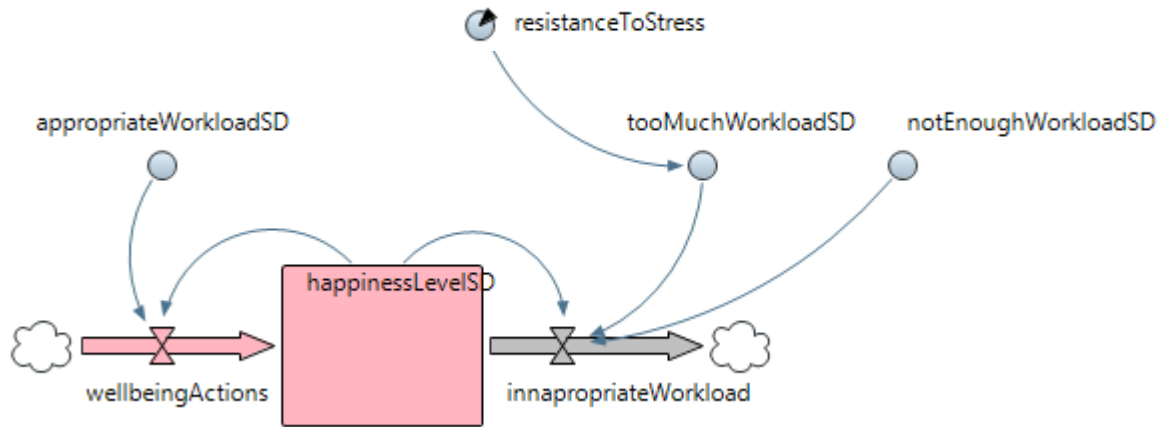 resistanceToStress
appropriateWorkloadSD
tooMuchWorkloadSD
notEnoughWorkloadSD
happinessLevelSD
wellbeingActions
innapropriateWorkload